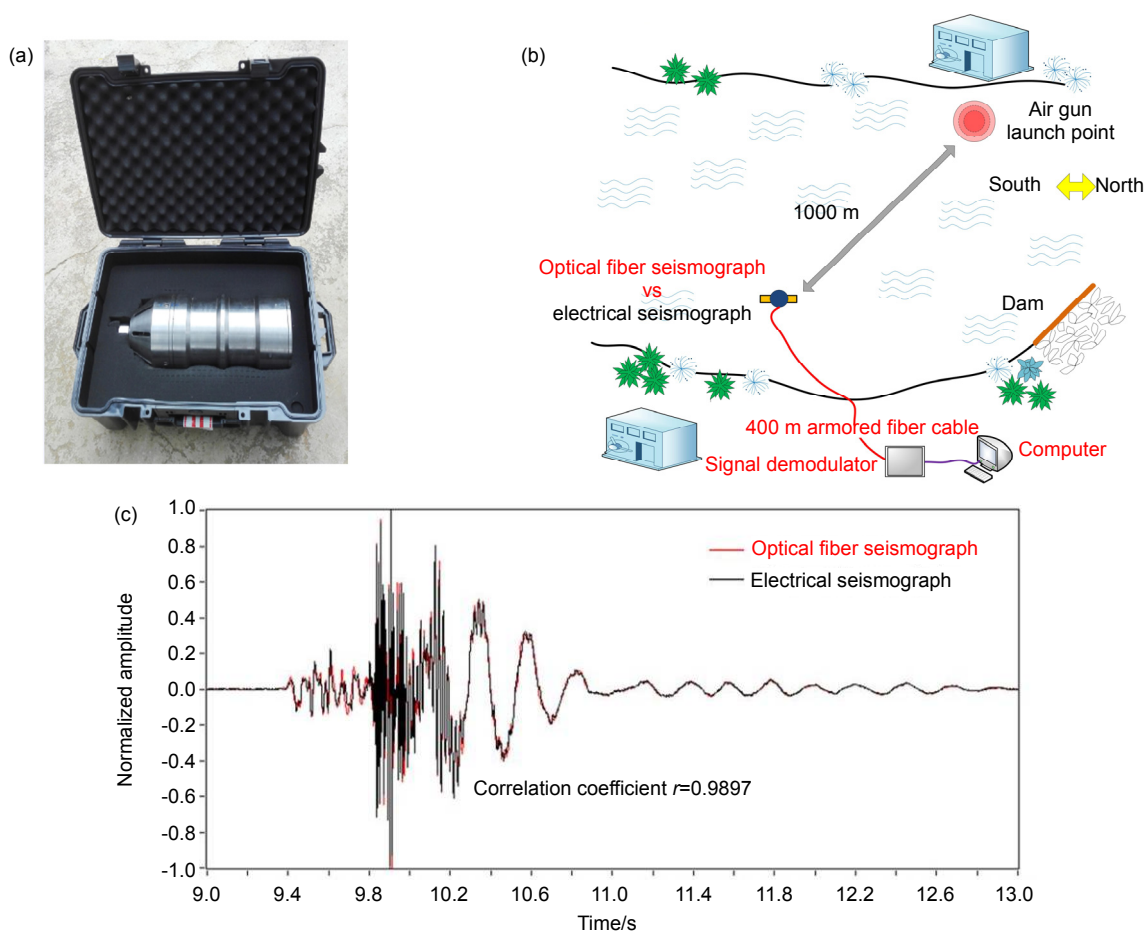 (a)
(b)
Air gun
launch point
South
North
1000 m
Optical fiber seismograph
vs
electrical seismograph
Dam
400 m armored fiber cable
Signal demodulator
Computer
(c)
1.0
0.8
0.6
0.4
0.2
0.0
-0.2
-0.4
-0.6
-0.8
-1.0
Normalized amplitude
Optical fiber seismograph
Electrical seismograph
Correlation coefficient r=0.9897
9.0 9.4 9.8 10.2 10.6 11.0 11.4 11.8 12.2 12.6 13.0
Time/s